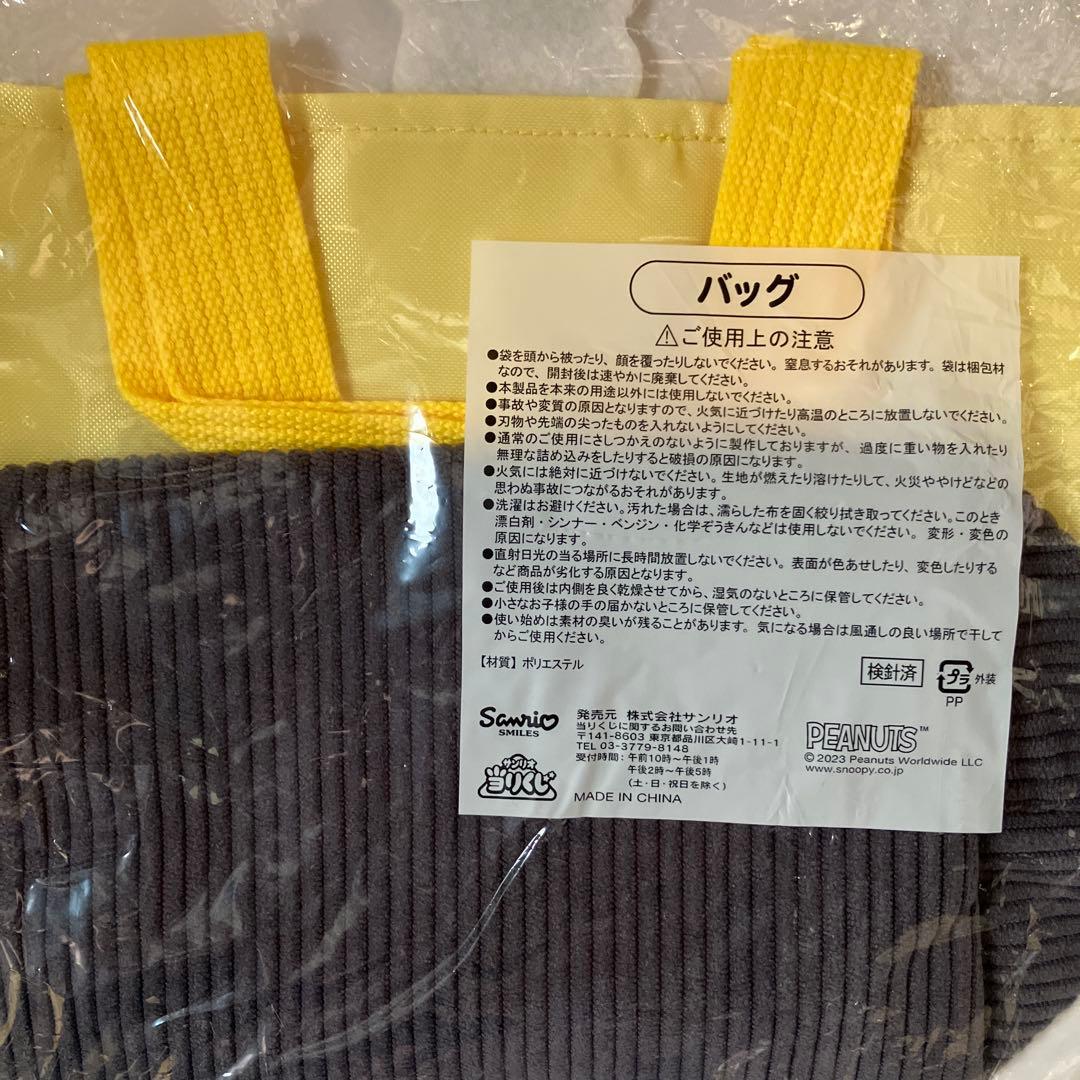 バッグ
⚠ご使用上の注意
●袋を頭から被ったり、顔を覆ったりしないでください。窒息するおそれがあります。袋は梱包材
なので、開封後は速やかに廃棄してください。
●本製品を本来の用途以外には使用しないでください。
●事故や変質の原因となりますので、火気に近づけたり高温のところに放置しないでください。
●刃物や先端の尖ったものを入れないようにしてください。
●通常のご使用にさしつかえのないように製作しておりますが、過度に重い物を入れたり
無理な詰め込みをしたりすると破損の原因になります。
●火気には絶対に近づけないでください。生地が燃えたり溶けたりして、火災ややけどなどの
思わぬ事故につながるおそれがあります。
●洗濯はお避けください。汚れた場合は、濡らした布を固く絞り拭き取ってください。このとき
漂白剤・シンナー・ベンジン・化学ぞうきんなどは使用しないでください。変形・変色の
原因になります。
●直射日光の当る場所に長時間放置しないでください。表面が色あせしたり、変色したりする
など商品が劣化する原因となります。
●ご使用後は内側を良く乾燥させてから、湿気のないところに保管してください。
●小さなお子様の手の届かないところに保管してください。
●使い始めは素材の臭いが残ることがあります。気になる場合は風通しの良い場所で干して
からご使用ください。
【材質】ポリエステル
検針済
プラ 外装
PP
Sanrio
SMILES
サンリオ
当りくじ
発売元 株式会社サンリオ
当りくじに関するお問い合わせ先
〒141-8603 東京都品川区大崎1-11-1
TEL 03-3779-8148
受付時間：午前10時〜午後1時
午後2時〜午後5時
（土・日・祝日を除く）
MADE IN CHINA
PEANUTS™
© 2023 Peanuts Worldwide LLC
www.snoopy.co.jp